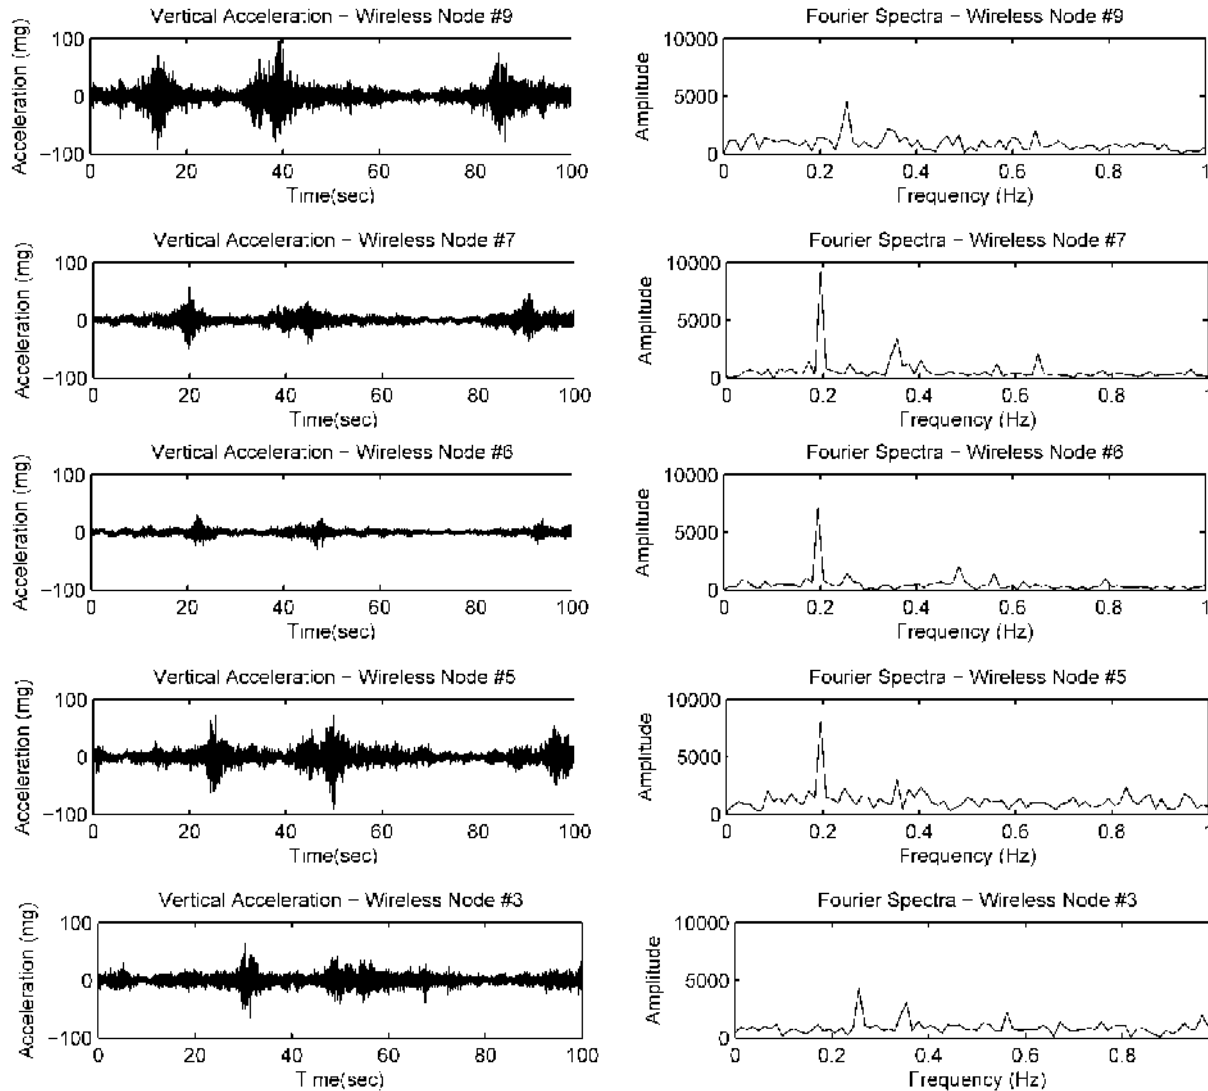 Vertical Acceleration − Wireless Node #9
Acceleration (mg)
100
0
−100
0 20 40 60 80 100
Time(sec)
Fourier Spectra − Wireless Node #9
Amplitude
10000
5000
0
0 0.2 0.4 0.6 0.8 1
Frequency (Hz)
Vertical Acceleration − Wireless Node #7
Acceleration (mg)
100
0
−100
0 20 40 60 80 100
Time(sec)
Fourier Spectra − Wireless Node #7
Amplitude
10000
5000
0
0 0.2 0.4 0.6 0.8 1
Frequency (Hz)
Vertical Acceleration − Wireless Node #6
Acceleration (mg)
100
0
−100
0 20 40 60 80 100
Time(sec)
Fourier Spectra − Wireless Node #6
Amplitude
10000
5000
0
0 0.2 0.4 0.6 0.8 1
Frequency (Hz)
Vertical Acceleration − Wireless Node #5
Acceleration (mg)
100
0
−100
0 20 40 60 80 100
Time(sec)
Fourier Spectra − Wireless Node #5
Amplitude
10000
5000
0
0 0.2 0.4 0.6 0.8 1
Frequency (Hz)
Vertical Acceleration − Wireless Node #3
Acceleration (mg)
100
0
−100
0 20 40 60 80 100
Time(sec)
Fourier Spectra − Wireless Node #3
Amplitude
10000
5000
0
0 0.2 0.4 0.6 0.8 1
Frequency (Hz)